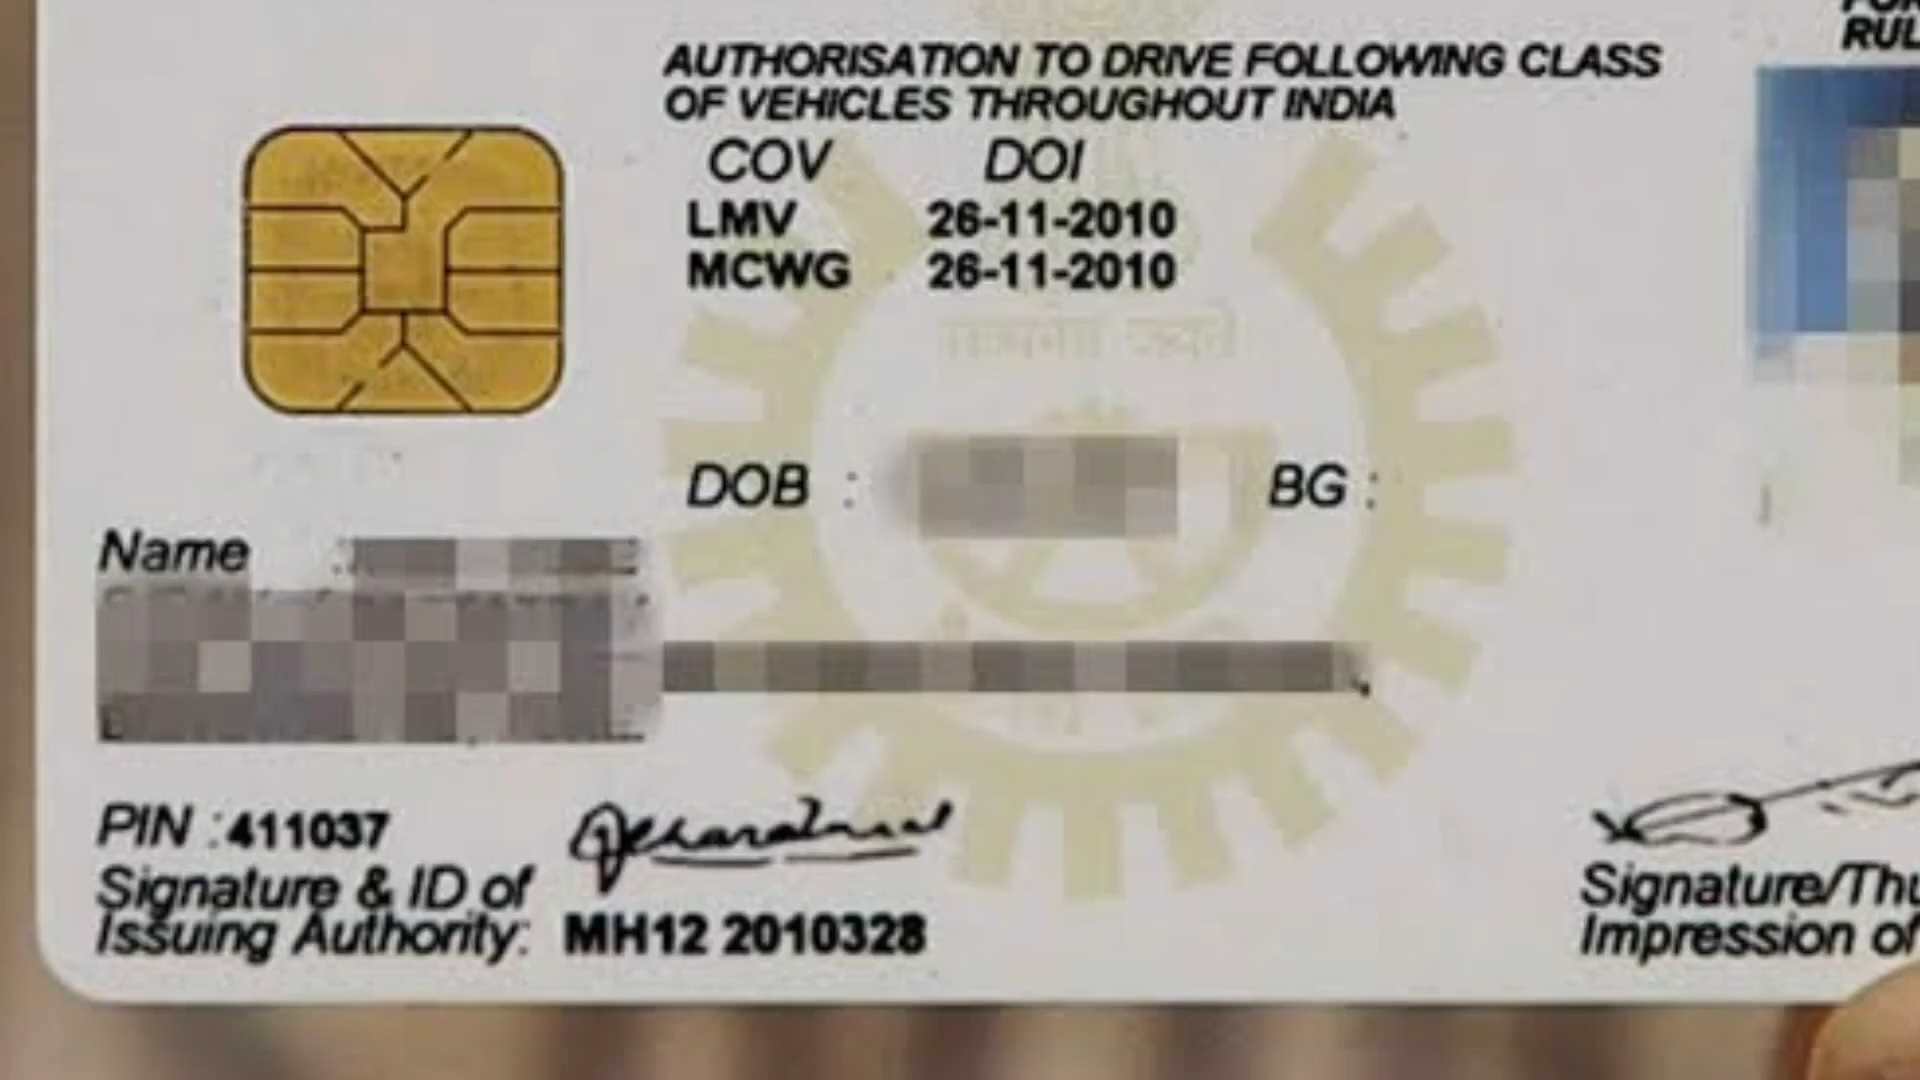 RUL
AUTHORISATION TO DRIVE FOLLOWING CLASS
OF VEHICLES THROUGHOUT INDIA
COV DOI
LMV 26-11-2010
MCWG 26-11-2010
DOB : BG :
Name :
PIN : 411037
Signature & ID of
Issuing Authority: MH12 2010328
Signature/Thu
Impression of